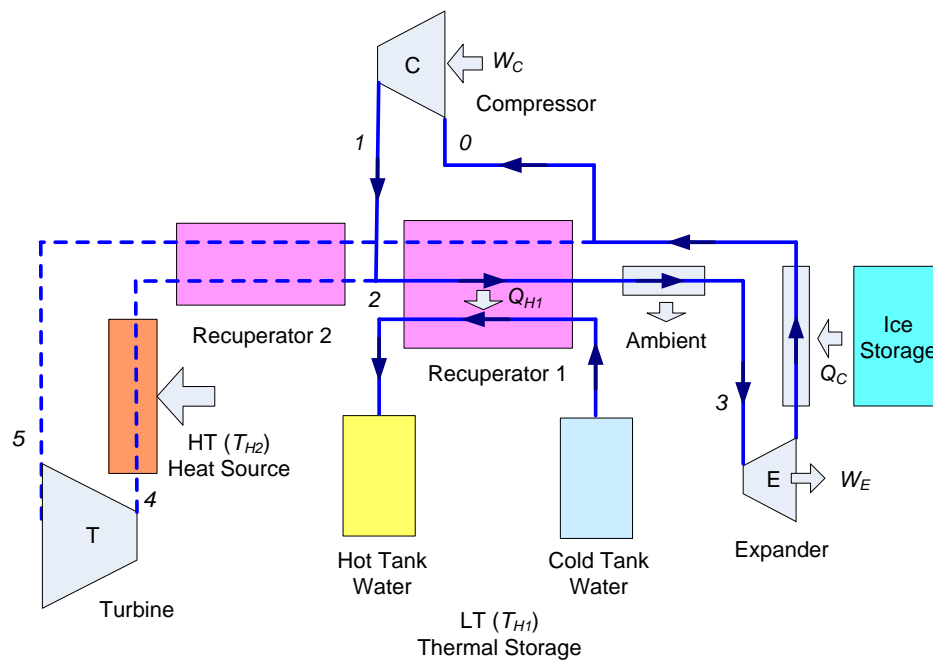 C
W_C
Compressor
1
0
2
Q_H1
Recuperator 2
Recuperator 1
Ambient
Ice
Storage
Q_C
3
5
HT (T_H2)
Heat Source
4
T
E
W_E
Turbine
Hot Tank
Water
Cold Tank
Water
Expander
LT (T_H1)
Thermal Storage